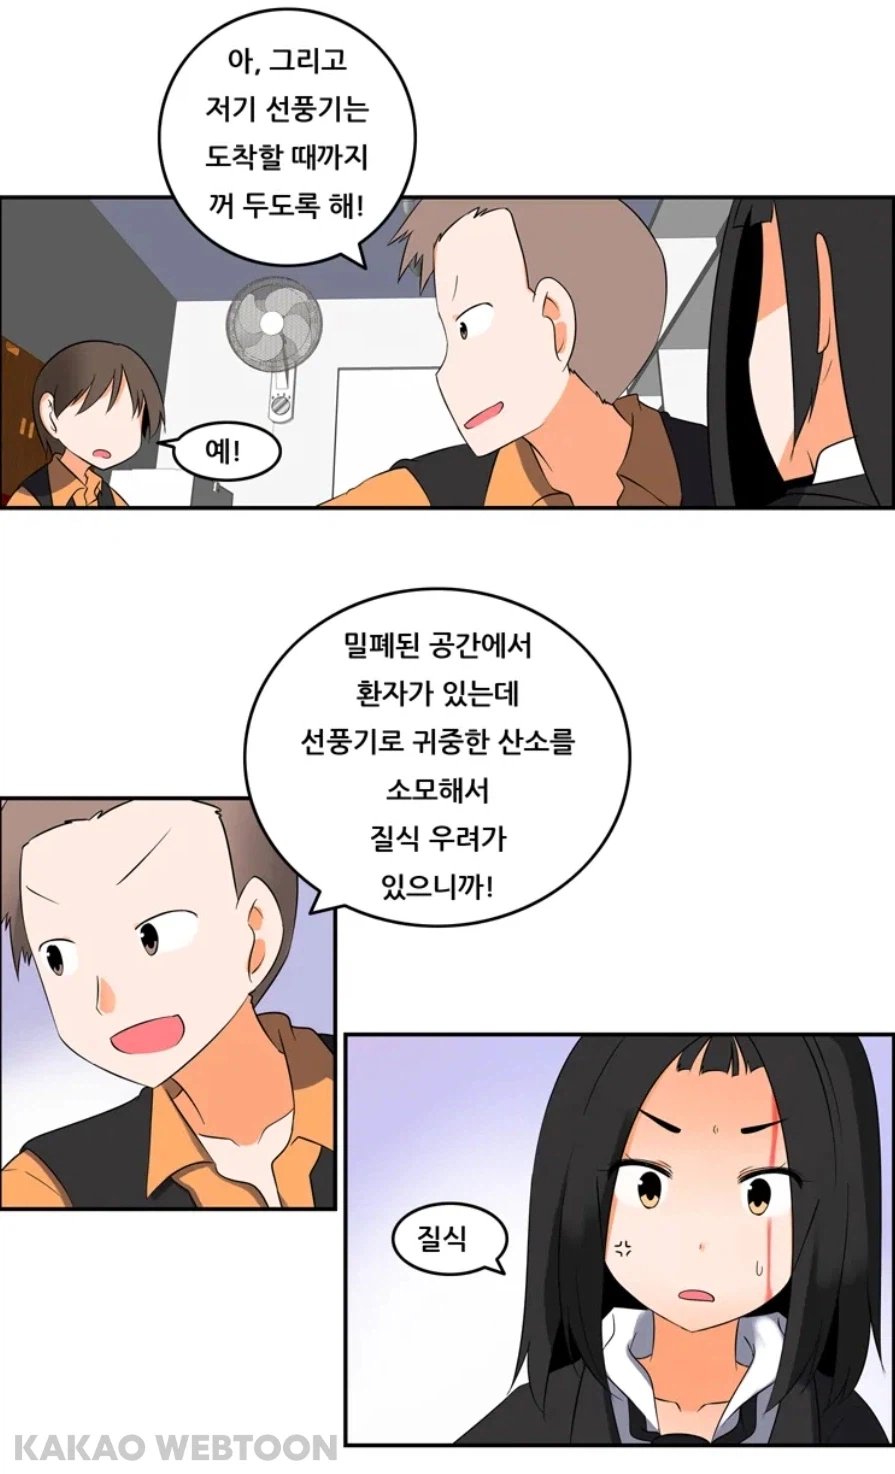 아, 그리고
저기 선풍기는
도착할 때까지
꺼 두도록 해!
예!
밀폐된 공간에서
환자가 있는데
선풍기로 귀중한 산소를
소모해서
질식 우려가
있으니까!
질식
KAKAO WEBTOON